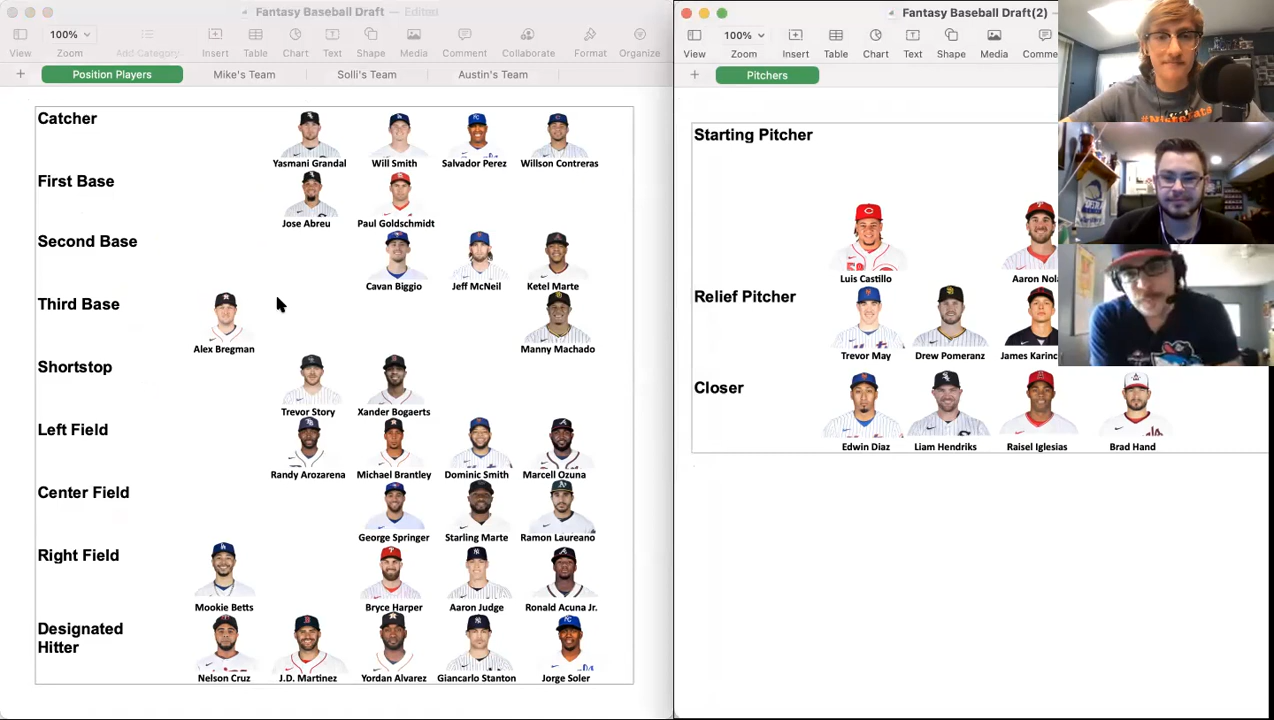 Fantasy Baseball Draft — Edited
100%
View Zoom Add Category Insert Table Chart Text Shape Media Comment Collaborate Format Organize
Position Players Mike's Team Solli's Team Austin's Team
Catcher
Yasmani Grandal Will Smith Salvador Perez Willson Contreras
First Base
Jose Abreu Paul Goldschmidt
Second Base
Cavan Biggio Jeff McNeil Ketel Marte
Third Base
Alex Bregman Manny Machado
Shortstop
Trevor Story Xander Bogaerts
Left Field
Randy Arozarena Michael Brantley Dominic Smith Marcell Ozuna
Center Field
George Springer Starling Marte Ramon Laureano
Right Field
Mookie Betts Bryce Harper Aaron Judge Ronald Acuna Jr.
Designated
Hitter
Nelson Cruz J.D. Martinez Yordan Alvarez Giancarlo Stanton Jorge Soler
Fantasy Baseball Draft(2) —
100%
View Zoom Insert Table Chart Text Shape Media Comme
Pitchers
Starting Pitcher
Luis Castillo Aaron Nola
Relief Pitcher
Trevor May Drew Pomeranz James Karinc
Closer
Edwin Diaz Liam Hendriks Raisel Iglesias Brad Hand